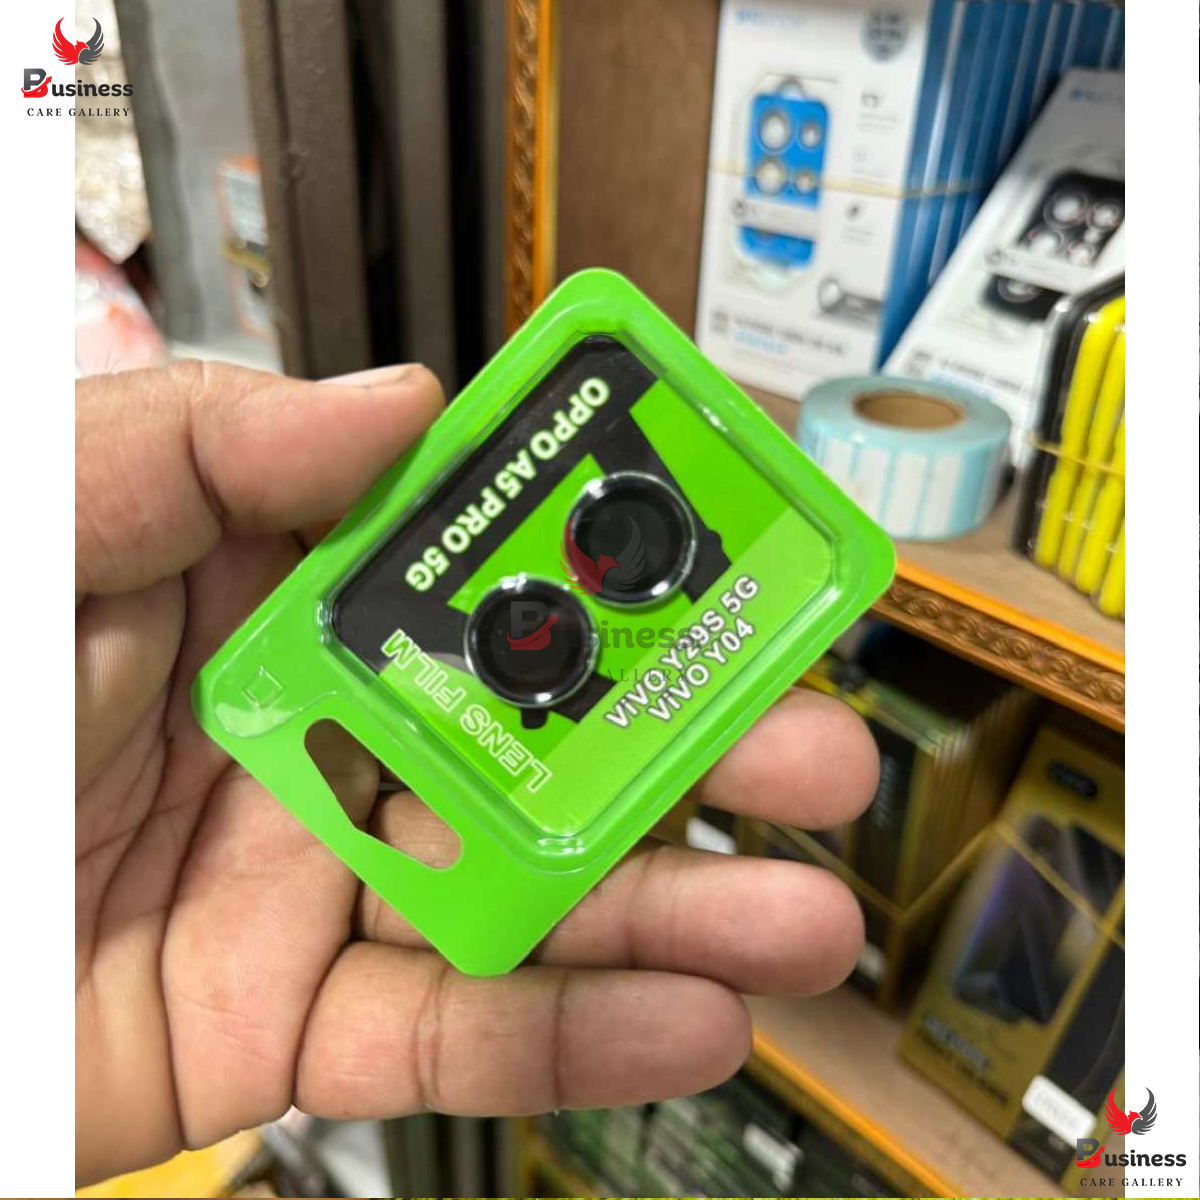 Business
CARE GALLERY
OPPO A5 PRO 5G
LENS FILM
ViVO Y29S 5G
ViVO Y04
Business
CARE GALLERY